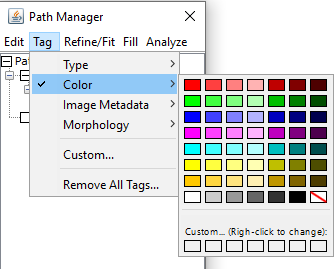 Path Manager
Edit Tag Refine/Fit Fill Analyze
Pa
Type
Color
Image Metadata
Morphology
Custom...
Remove All Tags...
Custom... (Righ-click to change):